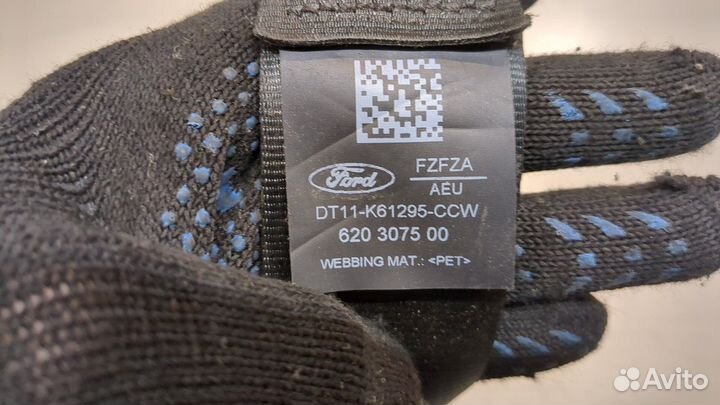 Ford
FZFZA
AEU
DT11-K61295-CCW
620 3075 00
WEBBING MAT.: <PET>
Avito